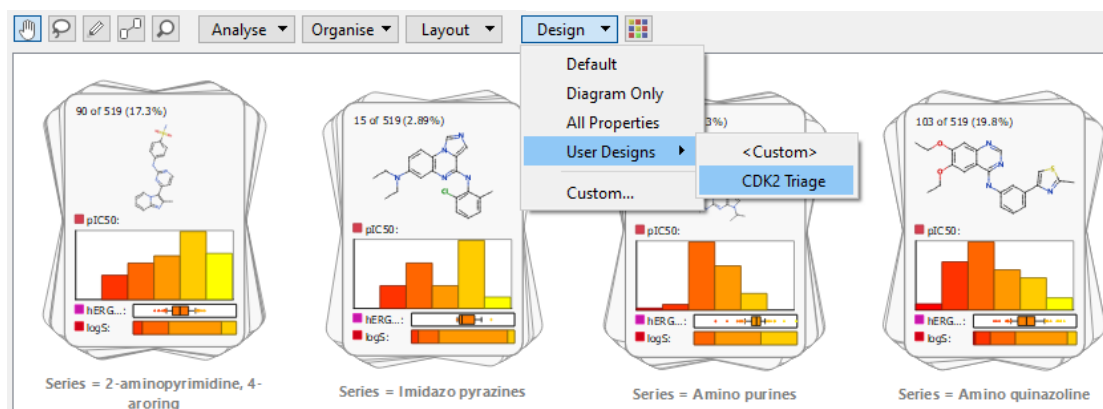 Analyse
Organise
Layout
Design
Default
Diagram Only
All Properties
User Designs
Custom...
<Custom>
CDK2 Triage
90 of 519 (17.3%)
pIC50:
hERG...:
logS:
Series = 2-aminopyrimidine, 4-
aroring
15 of 519 (2.89%)
Cl
pIC50:
hERG...:
logS:
Series = Imidazo pyrazines
3%)
pIC50:
hERG...:
logS:
Series = Amino purines
103 of 519 (19.8%)
pIC50:
hERG...:
logS:
Series = Amino quinazoline